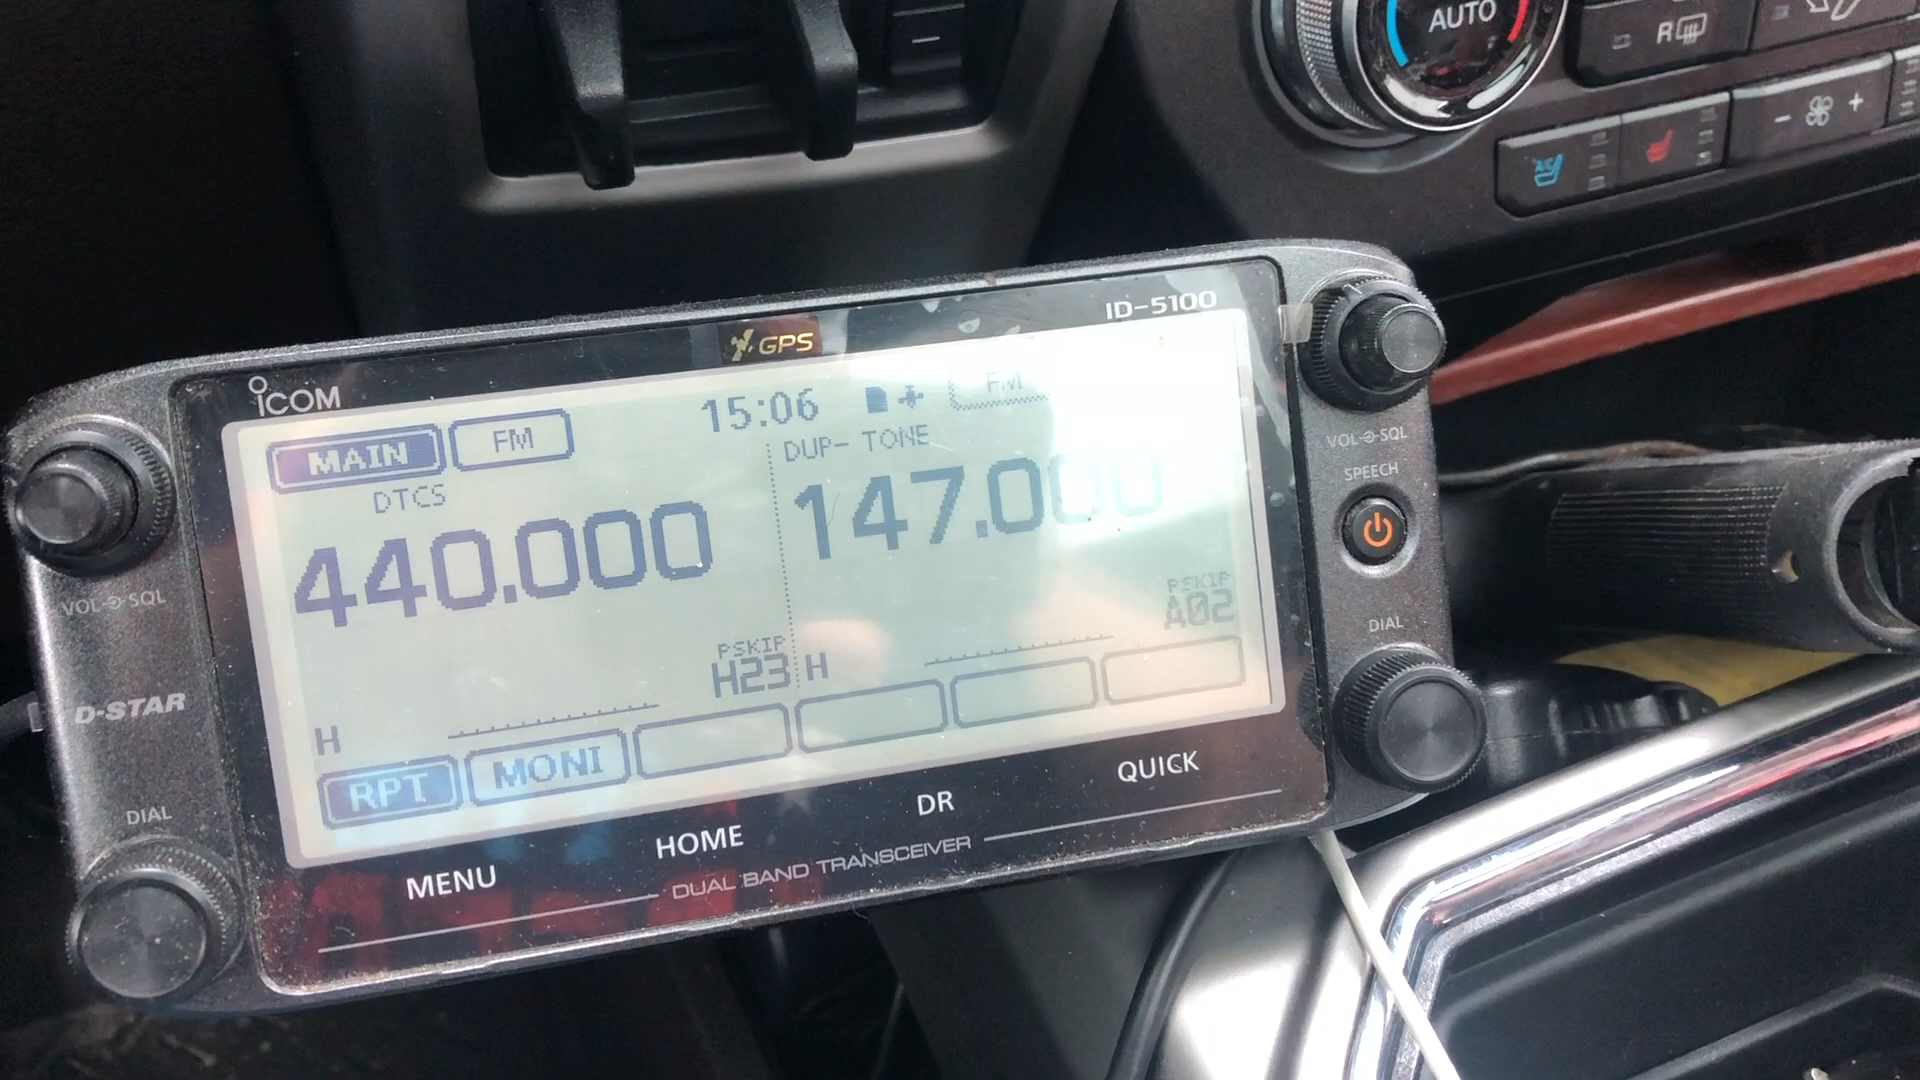 AUTO
R
A/C
- +
ID-5100
GPS
ICOM
15:06
FM
MAIN FM
DUP- TONE
DTCS
440.000
147.000
VOL SQL
SPEECH
VOL SQL
PSKIP
H23
H
PSKIP
A02
DIAL
D-STAR
H
RPT MONI
DIAL
MENU
HOME
DR
QUICK
DUAL BAND TRANSCEIVER